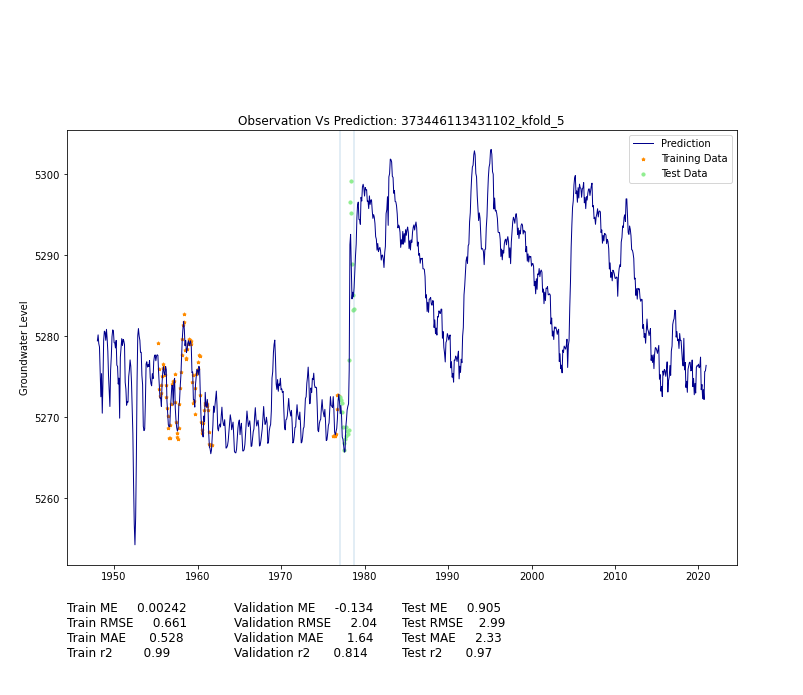 Observation Vs Prediction: 373446113431102_kfold_5
Prediction
Training Data
Test Data
Groundwater Level
5300
5290
5280
5270
5260
1950 1960 1970 1980 1990 2000 2010 2020
Train ME 0.00242 Validation ME -0.134 Test ME 0.905
Train RMSE 0.661 Validation RMSE 2.04 Test RMSE 2.99
Train MAE 0.528 Validation MAE 1.64 Test MAE 2.33
Train r2 0.99 Validation r2 0.814 Test r2 0.97